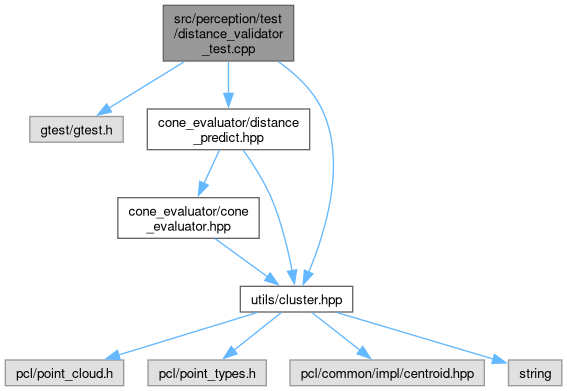 src/perception/test
/distance_validator
_test.cpp
gtest/gtest.h
cone_evaluator/distance
_predict.hpp
cone_evaluator/cone
_evaluator.hpp
utils/cluster.hpp
pcl/point_cloud.h
pcl/point_types.h
pcl/common/impl/centroid.hpp
string